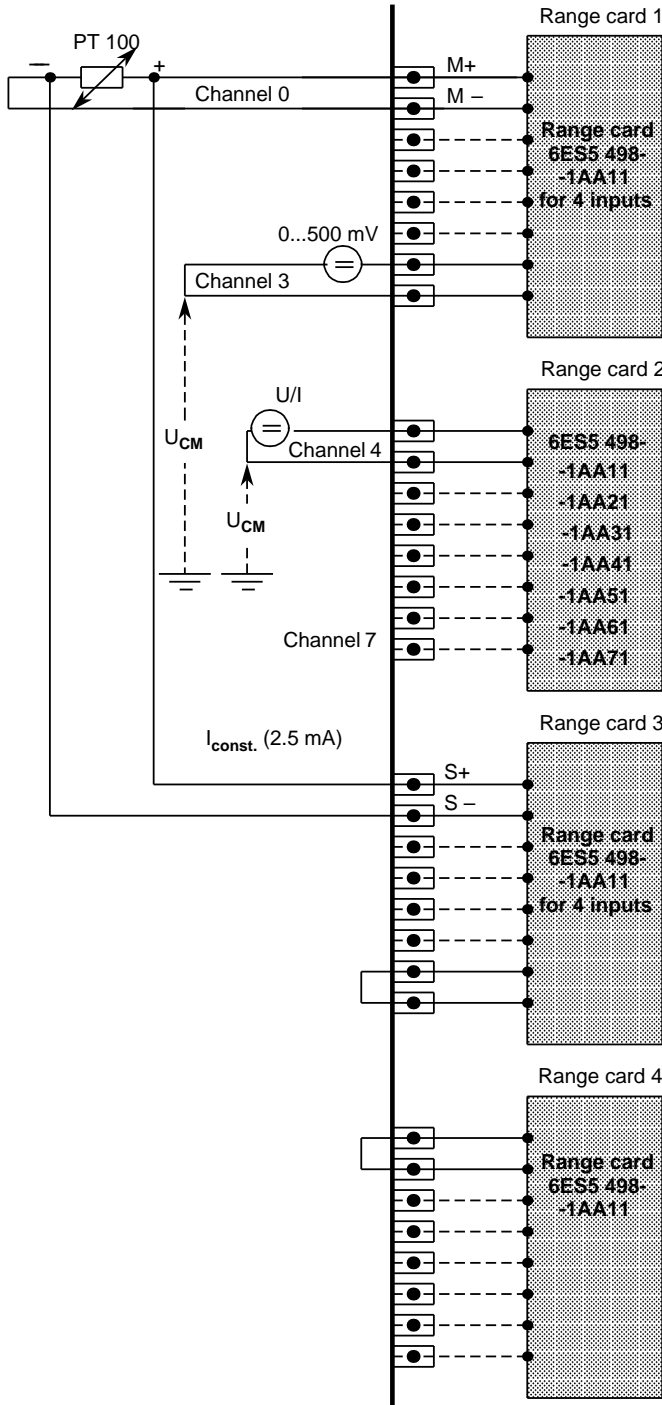 Range card 1
PT 100
— +
M+
Channel 0
M –
Range card
6ES5 498-
-1AA11
for 4 inputs
0...500 mV
=
Channel 3
Range card 2
U/I
=
UCM
Channel 4
6ES5 498-
-1AA11
-1AA21
-1AA31
-1AA41
-1AA51
-1AA61
-1AA71
UCM
Channel 7
Range card 3
Iconst. (2.5 mA)
S+
S –
Range card
6ES5 498-
-1AA11
for 4 inputs
Range card 4
Range card
6ES5 498-
-1AA11